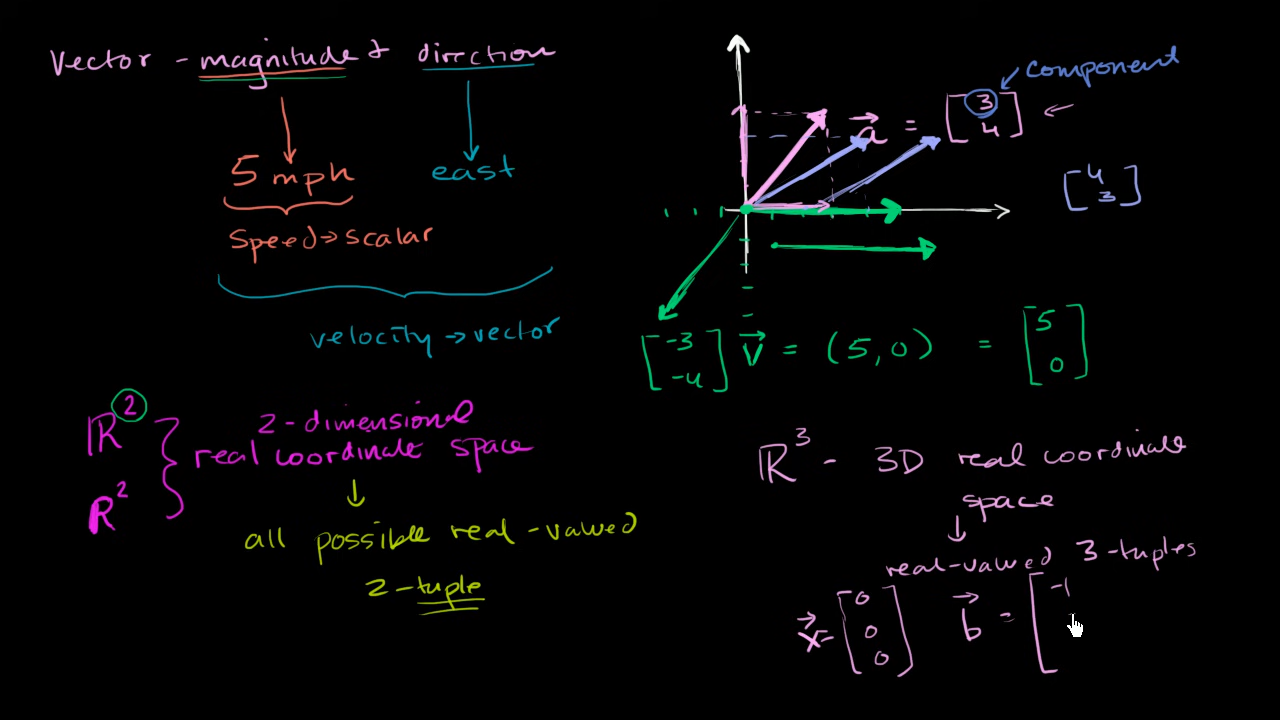 Vector - magnitude & direction
5 mph east
speed → scalar
velocity → vector
component
a = [3 4] ←
[4 3]
[-3 -4]
v = (5,0) = [5 0]
ℝ² } 2-dimensional
R² real coordinate space
↓
all possible real-valued
2-tuple
ℝ³ - 3D real coordinate
space
↓
real-valued 3-tuples
x = [0 0 0] b = [-1